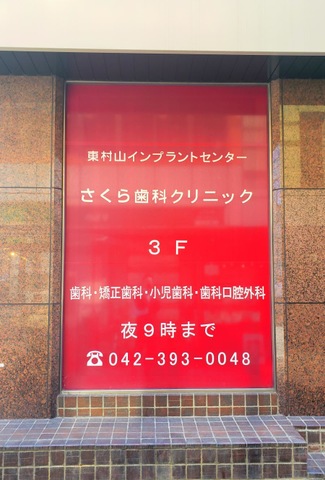 東村山インプラントセンター
さくら歯科クリニック
3F
歯科・矯正歯科・小児歯科・歯科口腔外科
夜9時まで
☎042-393-0048